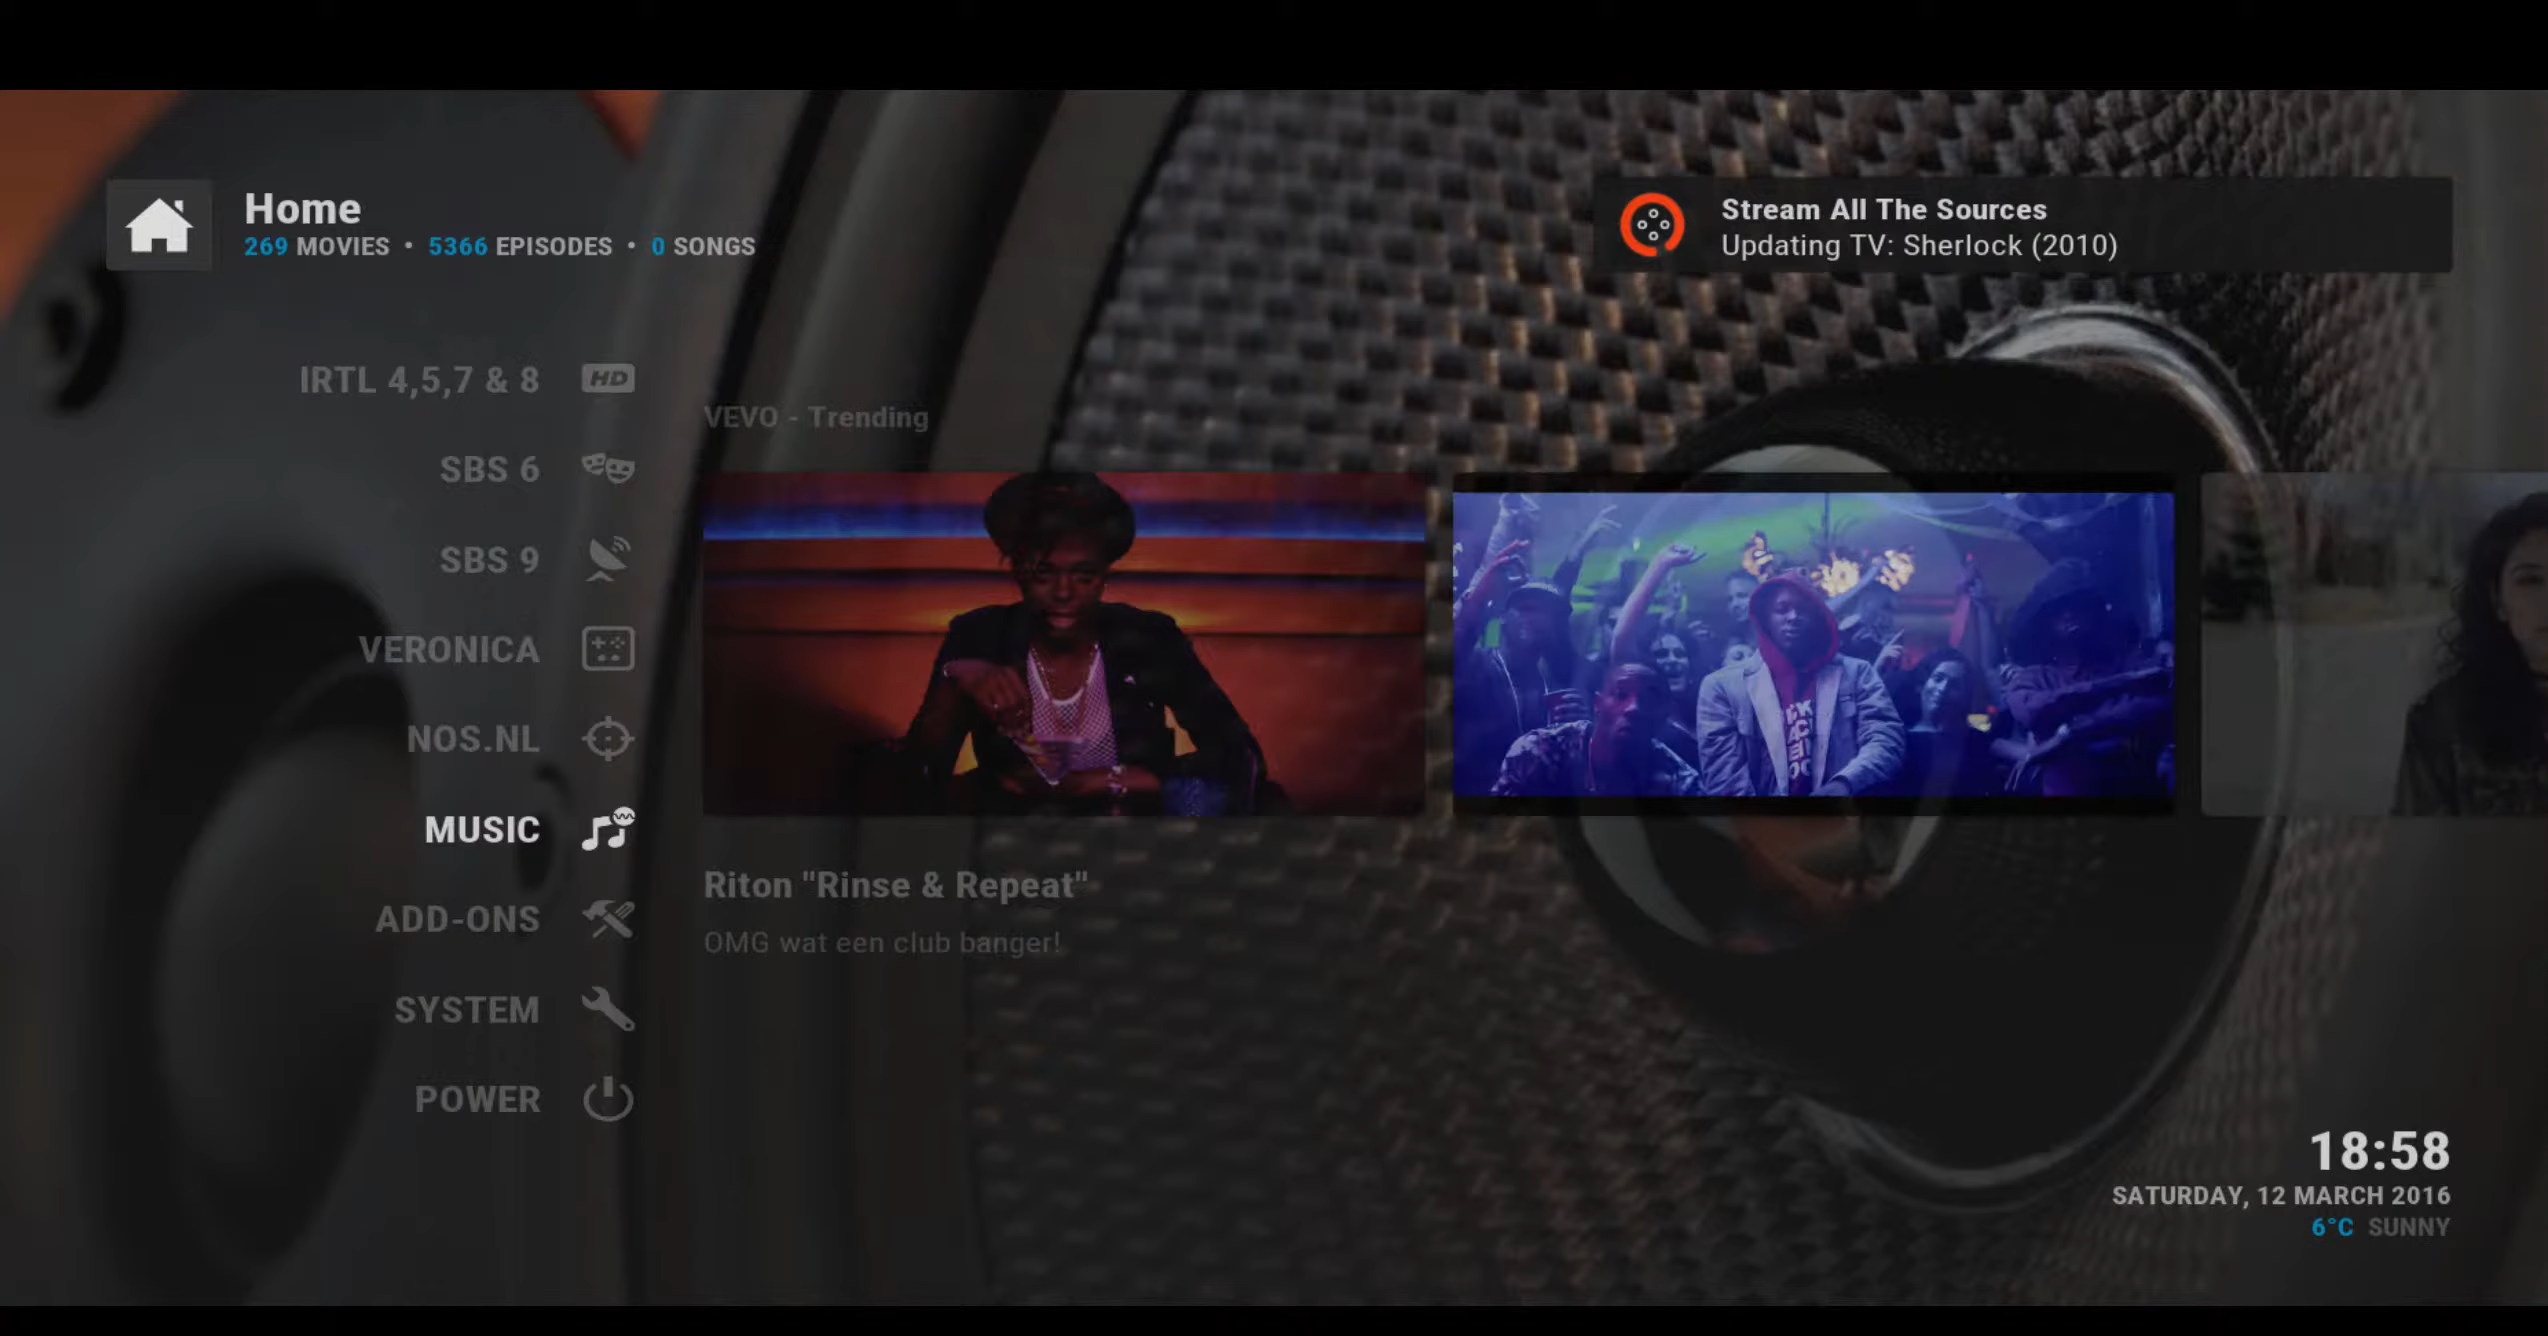 Home
269 MOVIES • 5366 EPISODES • 0 SONGS
Stream All The Sources
Updating TV: Sherlock (2010)
IRTL 4,5,7 & 8
HD
SBS 6
SBS 9
VERONICA
NOS.NL
MUSIC
ADD-ONS
SYSTEM
POWER
VEVO - Trending
Riton "Rinse & Repeat"
OMG wat een club banger!
18:58
SATURDAY, 12 MARCH 2016
6°C SUNNY